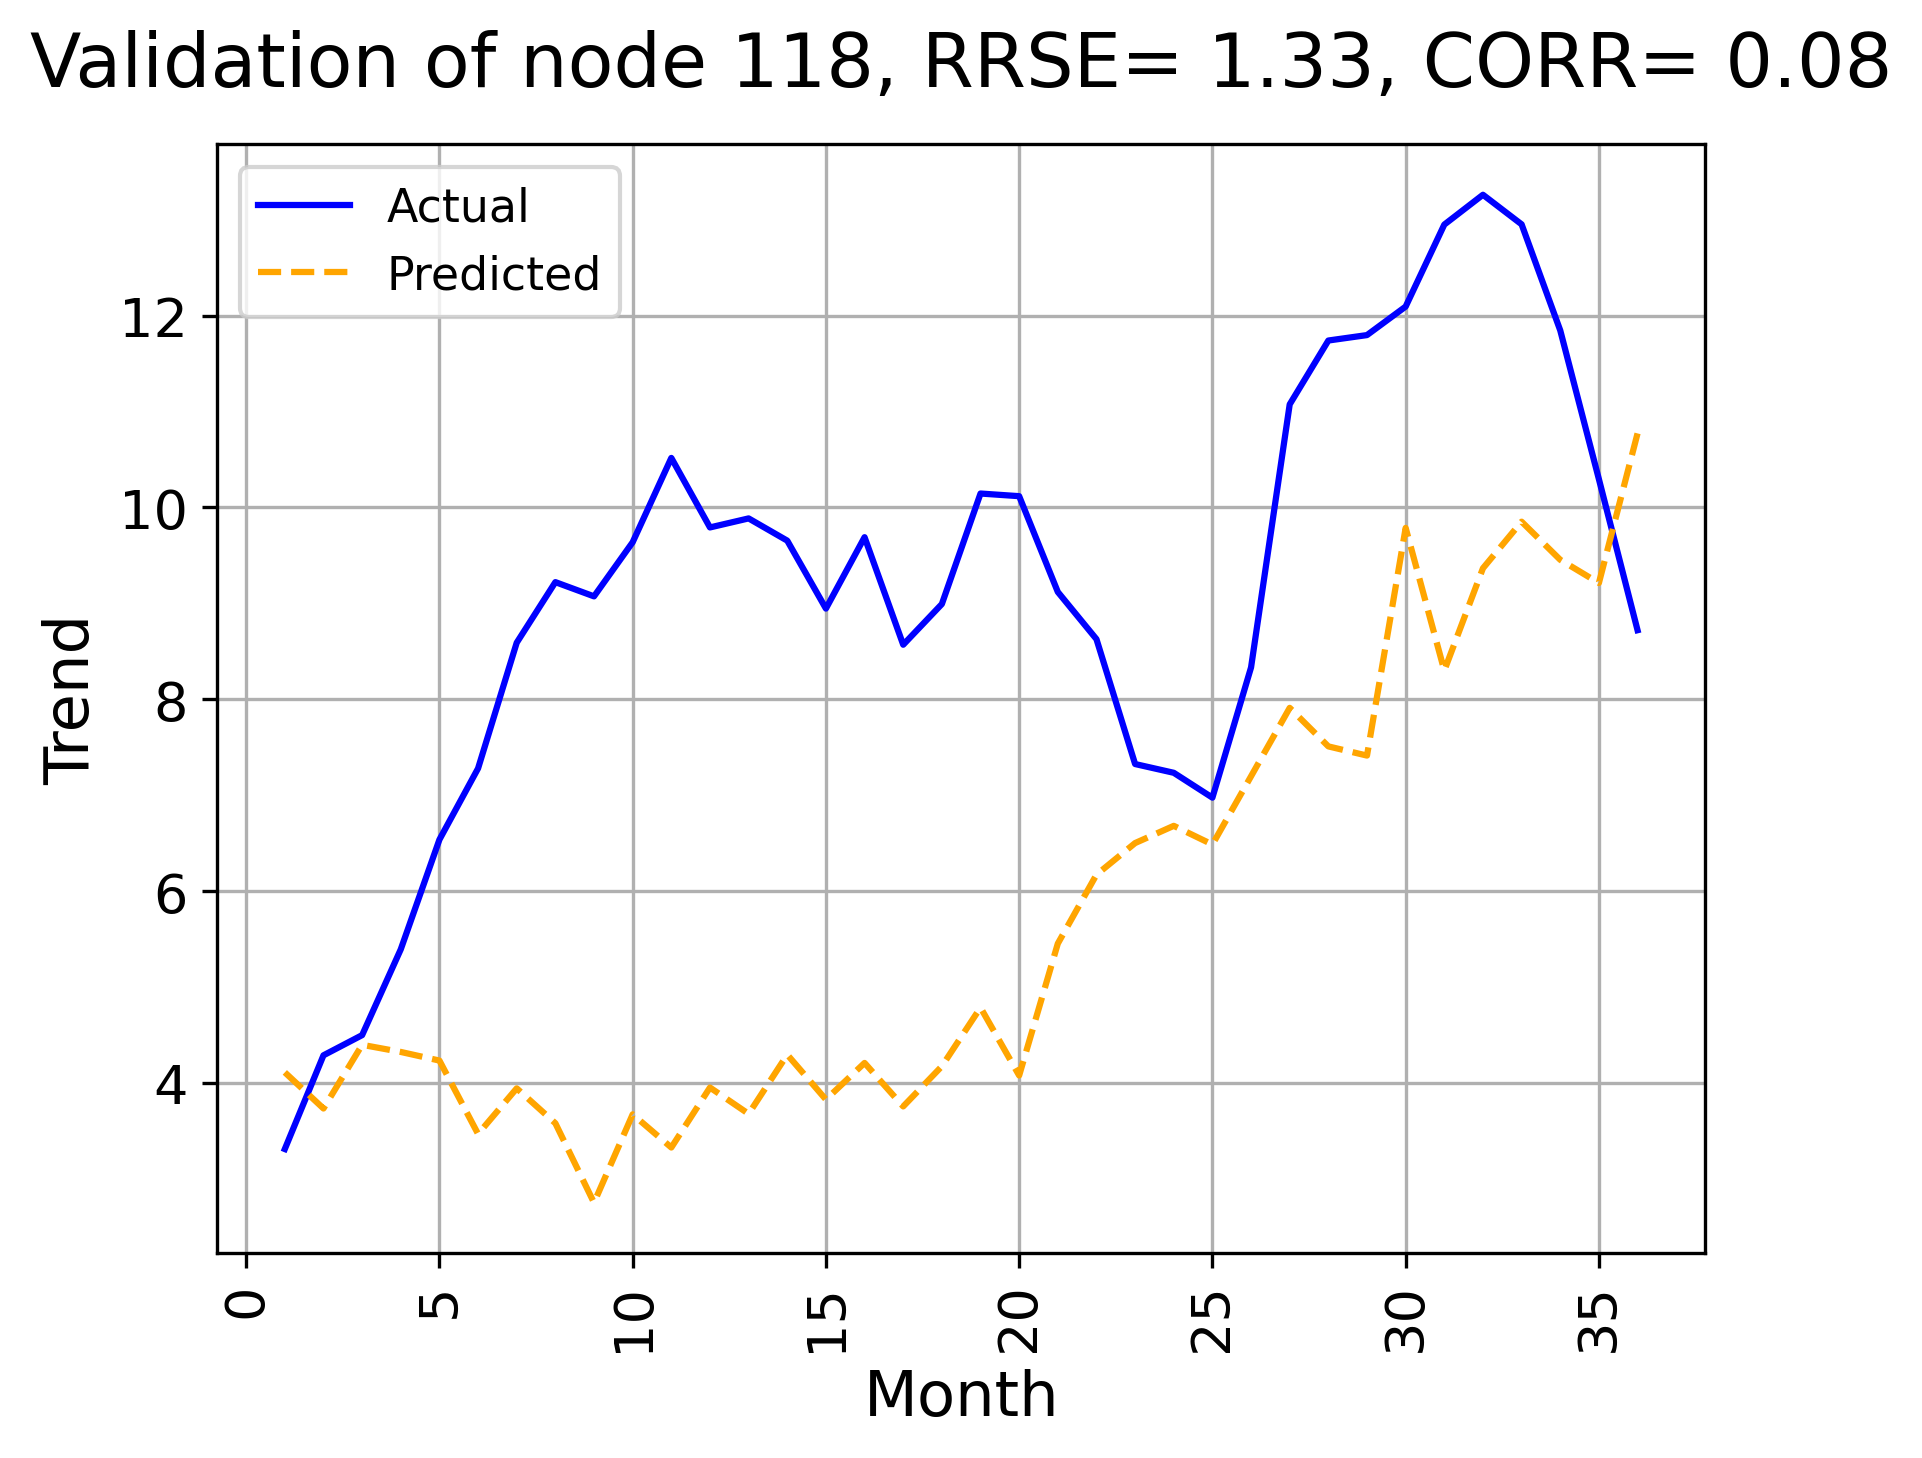 Validation of node 118, RRSE= 1.33, CORR= 0.08
Actual
Predicted
12
10
8
6
4
Trend
0
5
10
15
20
25
30
35
Month